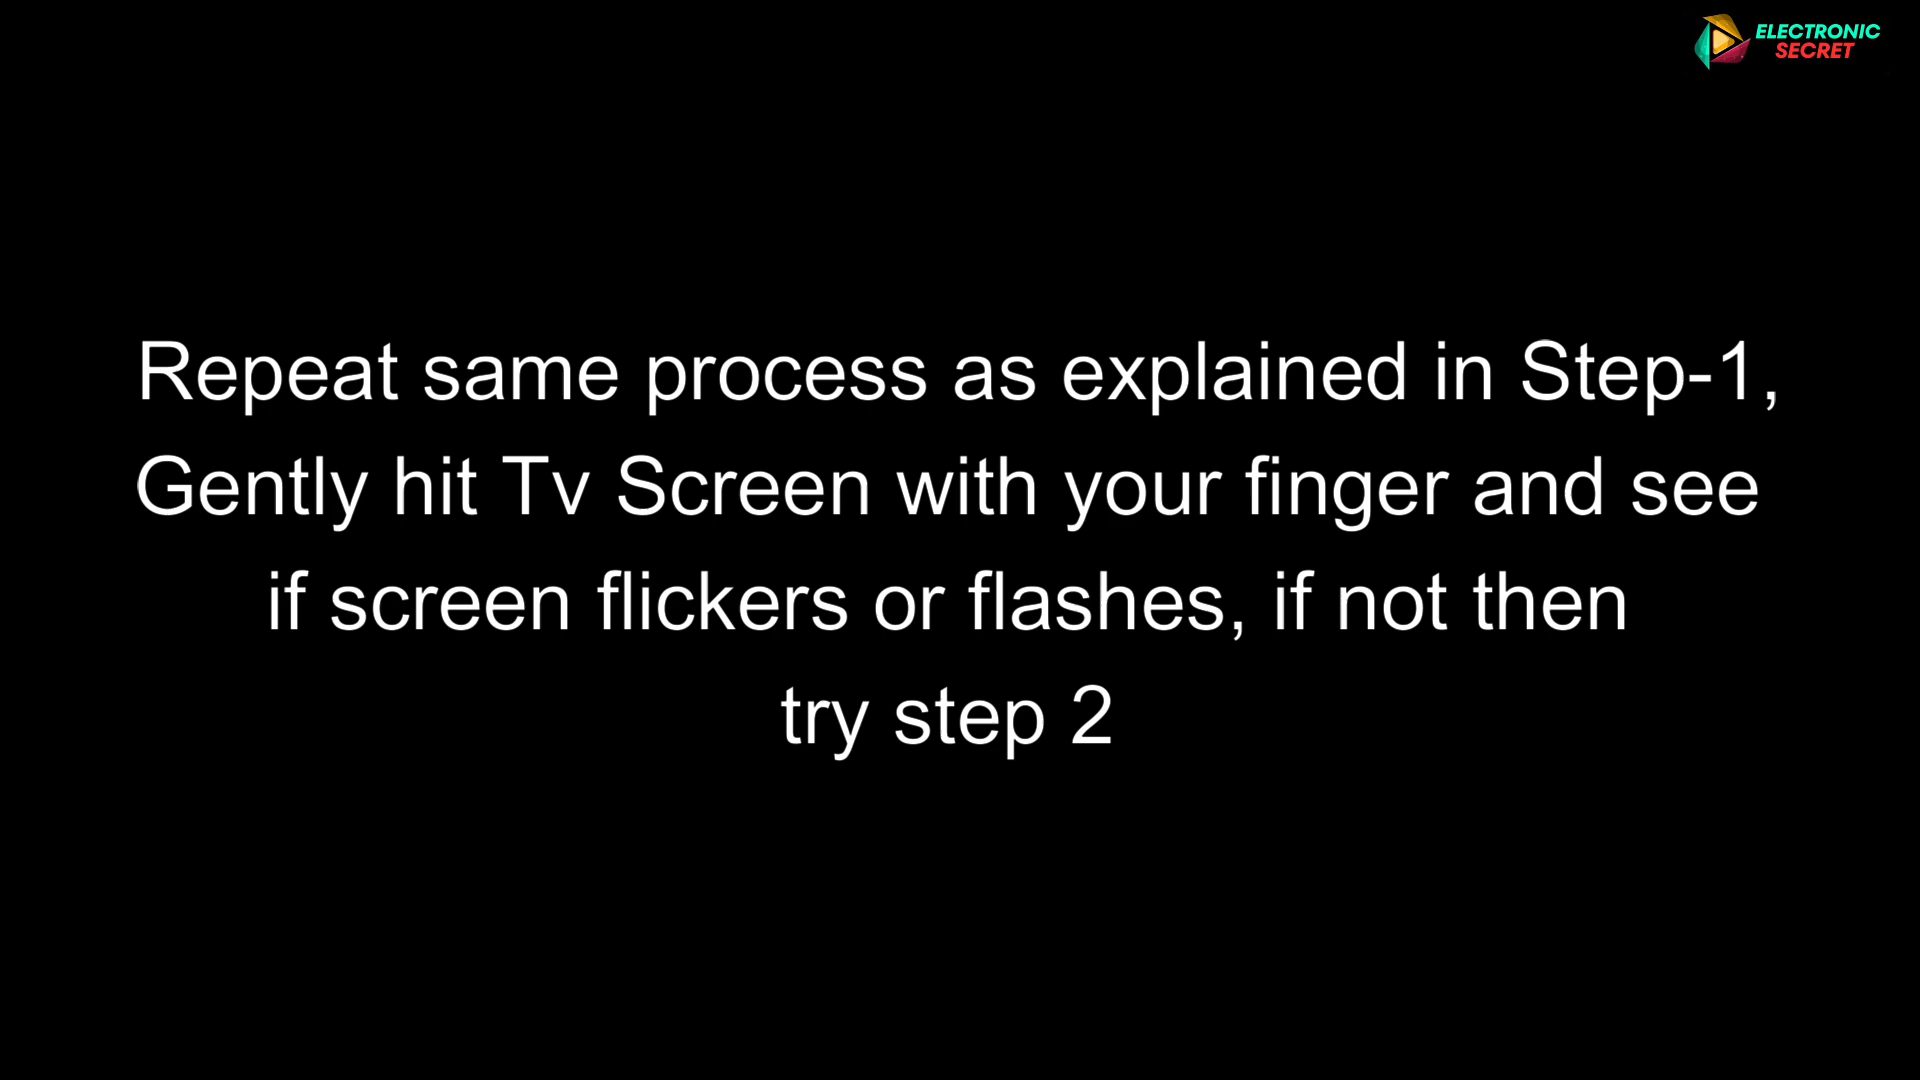 ELECTRONIC
SECRET
Repeat same process as explained in Step-1,
Gently hit Tv Screen with your finger and see
if screen flickers or flashes, if not then
try step 2